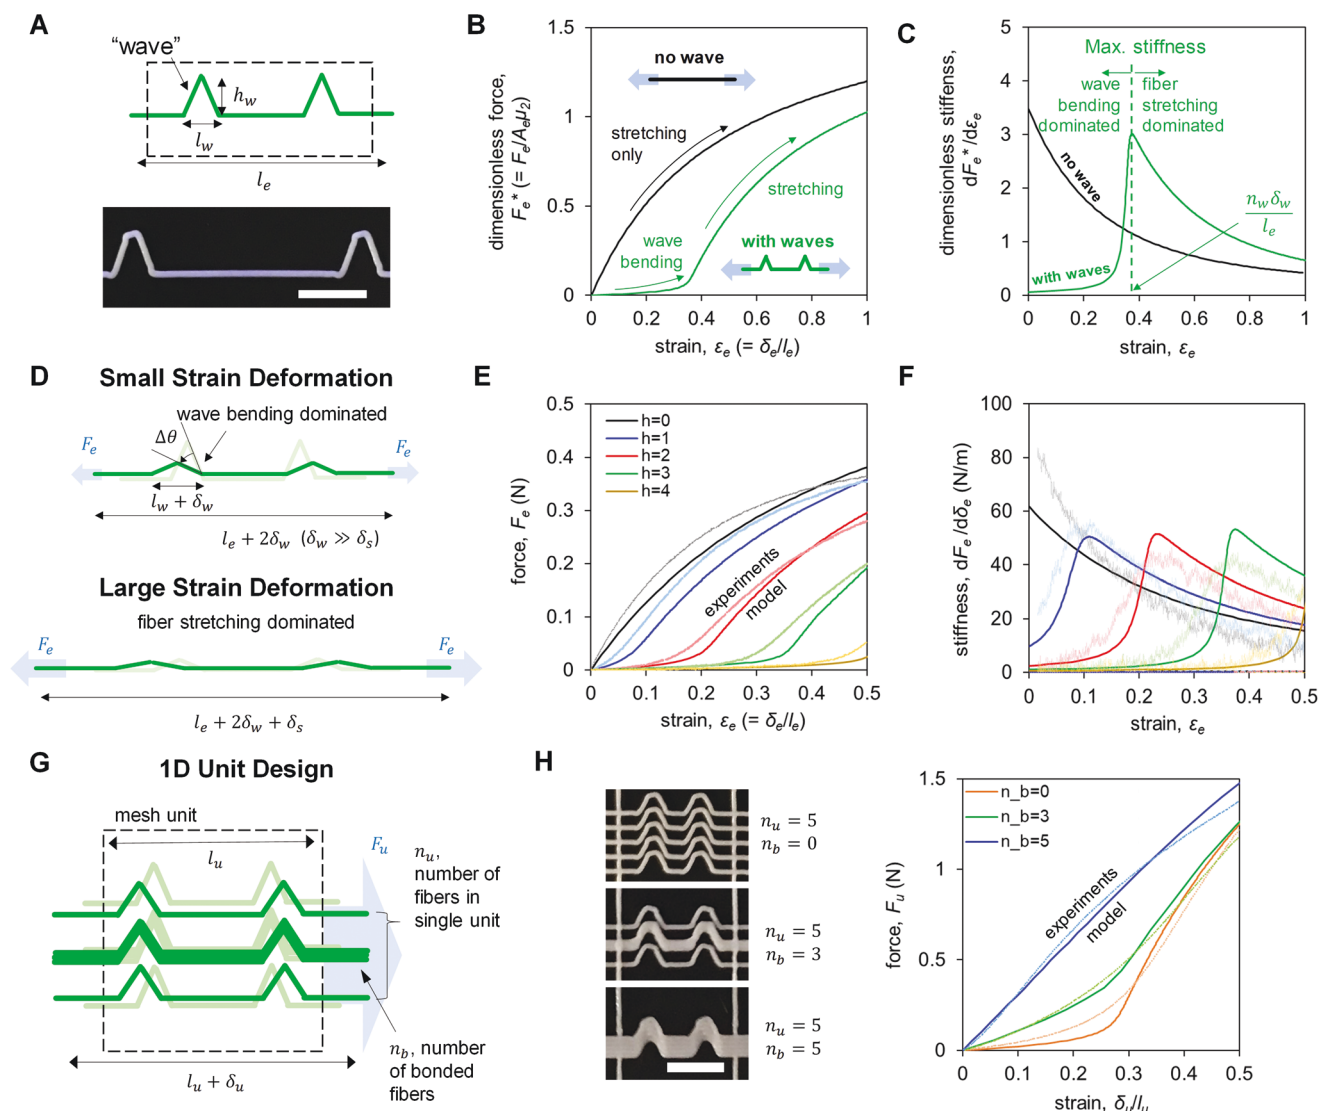 A
"wave"
h_w
l_w
l_e
B
dimensionless force,
F_e* (= F_e/A_eμ_2)
1.5
1
0.5
0
0
0.2
0.4
0.6
0.8
1
strain, ε_e (= δ_e/l_e)
no wave
stretching
only
stretching
wave
bending
with waves
C
dimensionless stiffenss,
dF_e*/dε_e
5
4
3
2
1
0
0
0.2
0.4
0.6
0.8
1
strain, ε_e
Max. stiffness
wave
bending
dominated
fiber
stretching
dominated
no wave
with waves
n_wδ_w
l_e
D
Small Strain Deformation
wave bending dominated
Δθ
F_e
F_e
l_w + δ_w
l_e + 2δ_w (δ_w ≫ δ_s)
Large Strain Deformation
fiber stretching dominated
F_e
F_e
l_e + 2δ_w + δ_s
E
force, F_e (N)
0.5
0.4
0.3
0.2
0.1
0
0
0.1
0.2
0.3
0.4
0.5
strain, ε_e (= δ_e/l_e)
h=0
h=1
h=2
h=3
h=4
experiments
model
F
stiffness, dF_e/dδ_e (N/m)
100
80
60
40
20
0
0
0.1
0.2
0.3
0.4
0.5
strain, ε_e
G
1D Unit Design
mesh unit
l_u
F_u
n_u,
number of
fibers in
single unit
n_b, number
of bonded
fibers
l_u + δ_u
H
n_u = 5
n_b = 0
n_u = 5
n_b = 3
n_u = 5
n_b = 5
force, F_u (N)
1.5
1
0.5
0
0
0.1
0.2
0.3
0.4
0.5
strain, δ_u/l_u
n_b=0
n_b=3
n_b=5
experiments
model